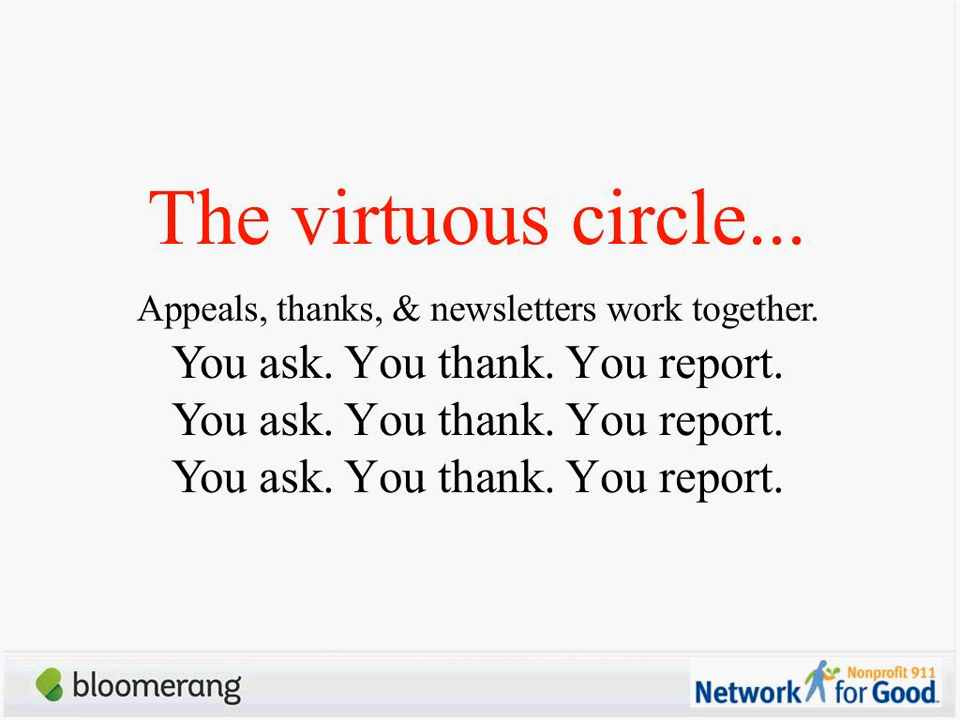 The virtuous circle...
Appeals, thanks, & newsletters work together.
You ask. You thank. You report.
You ask. You thank. You report.
You ask. You thank. You report.
bloomerang
Nonprofit 911
Network for Good